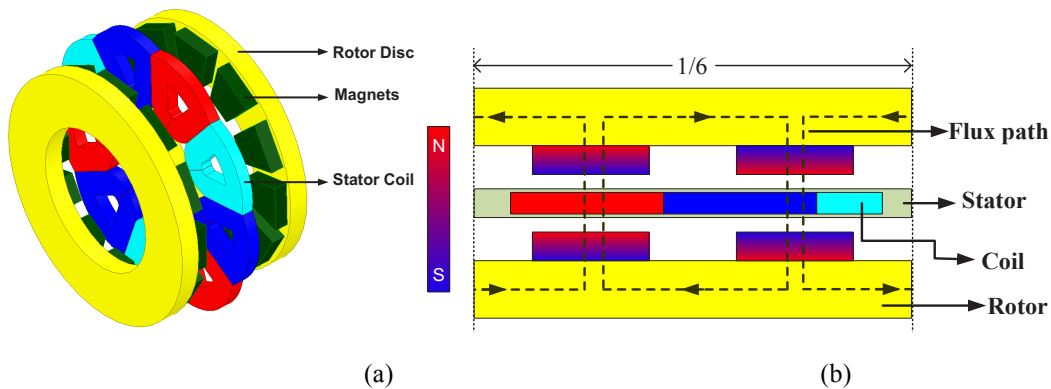 Rotor Disc
Magnets
Stator Coil
(a)
N
S
1/6
Flux path
Stator
Coil
Rotor
(b)